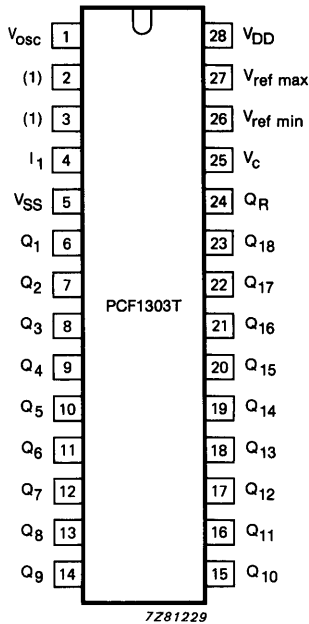 Vosc 1 28 VDD
(1) 2 27 Vref max
(1) 3 26 Vref min
I1 4 25 Vc
VSS 5 24 QR
Q1 6 23 Q18
Q2 7 22 Q17
PCF1303T
Q3 8 21 Q16
Q4 9 20 Q15
Q5 10 19 Q14
Q6 11 18 Q13
Q7 12 17 Q12
Q8 13 16 Q11
Q9 14 15 Q10
7Z81229